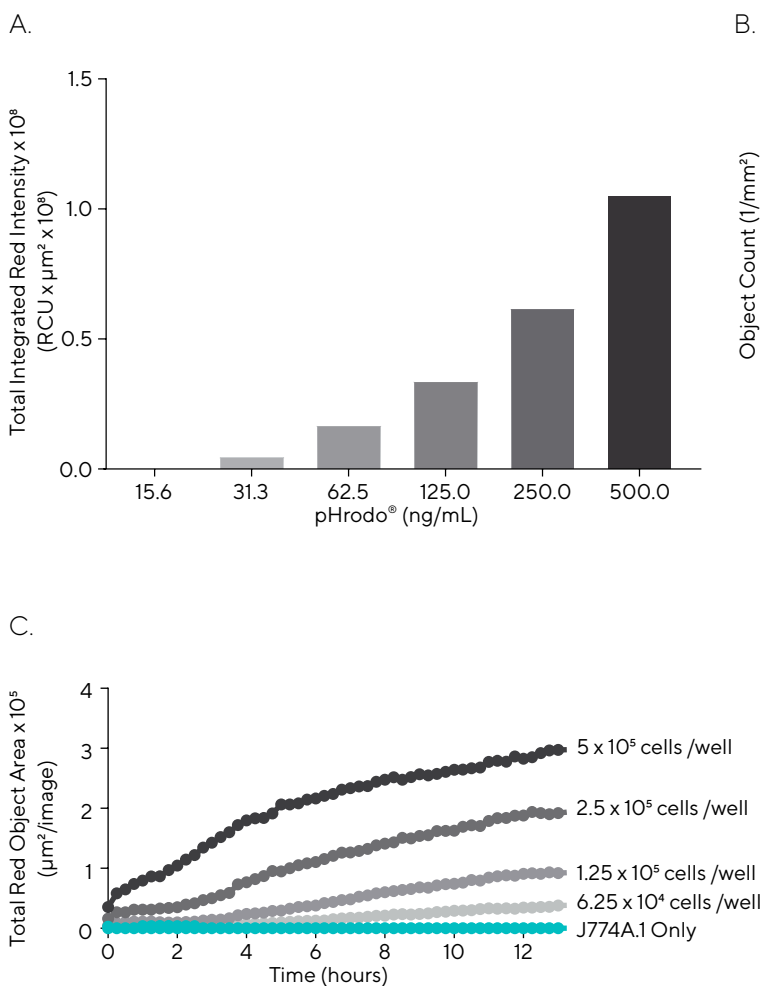 A.
B.
Total Integrated Red Intensity x 10⁸
(RCU x µm² x 10⁸)
1.5
1.0
0.5
0.0
15.6 31.3 62.5 125.0 250.0 500.0
pHrodo® (ng/mL)
Object Count (1/mm²)
C.
Total Red Object Area x 10⁵
(µm²/image)
4
3
2
1
0
5 x 10⁵ cells /well
2.5 x 10⁵ cells /well
1.25 x 10⁵ cells /well
6.25 x 10⁴ cells /well
J774A.1 Only
0 2 4 6 8 10 12
Time (hours)